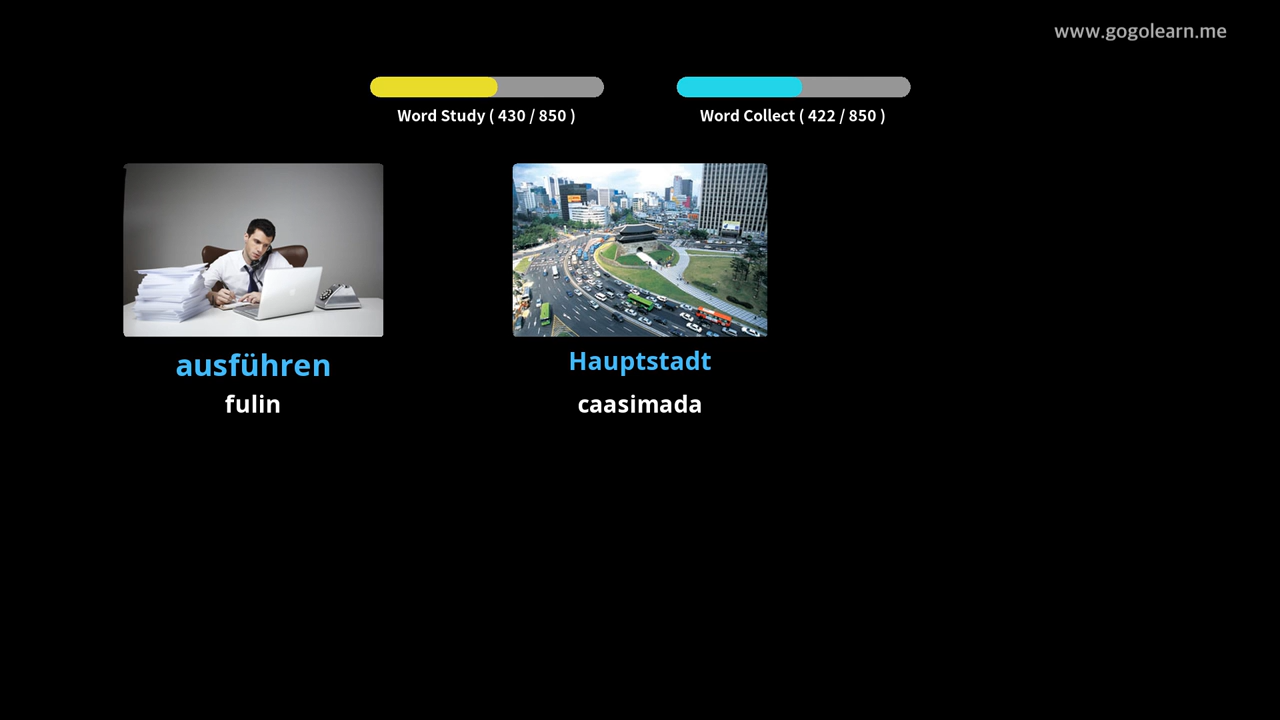 www.gogolearn.me
Word Study ( 430 / 850 )
Word Collect ( 422 / 850 )
ausführen
fulin
Hauptstadt
caasimada